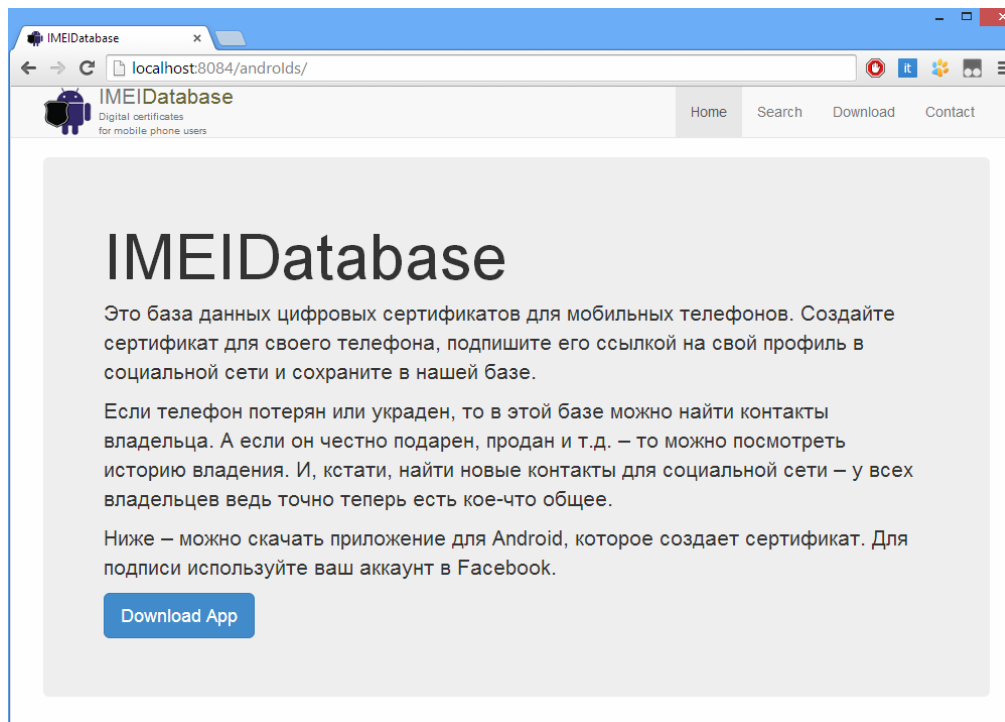 IMEIDatabase
localhost:8084/androIds/
it
IMEIDatabase
Digital certificates
for mobile phone users
Home Search Download Contact
IMEIDatabase
Это база данных цифровых сертификатов для мобильных телефонов. Создайте
сертификат для своего телефона, подпишите его ссылкой на свой профиль в
социальной сети и сохраните в нашей базе.
Если телефон потерян или украден, то в этой базе можно найти контакты
владельца. А если он честно подарен, продан и т.д. – то можно посмотреть
историю владения. И, кстати, найти новые контакты для социальной сети – у всех
владельцев ведь точно теперь есть кое-что общее.
Ниже – можно скачать приложение для Android, которое создает сертификат. Для
подписи используйте ваш аккаунт в Facebook.
Download App